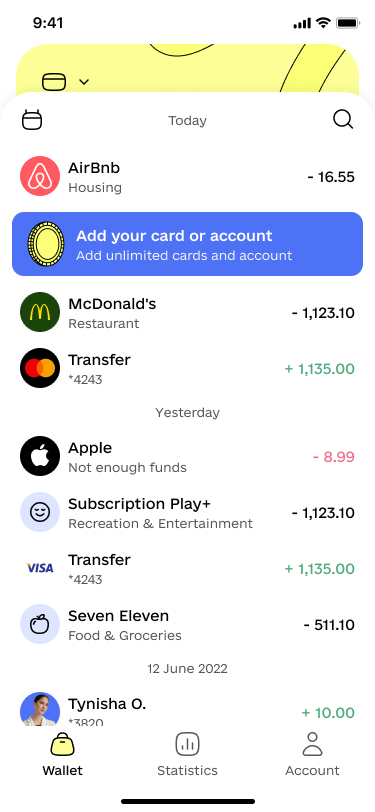 9:41
Today
AirBnb
Housing
- 16.55
Add your card or account
Add unlimited cards and account
McDonald's
Restaurant
- 1,123.10
Transfer
*4243
+ 1,135.00
Yesterday
Apple
Not enough funds
- 8.99
Subscription Play+
Recreation & Entertainment
- 1,123.10
VISA
Transfer
*4243
+ 1,135.00
Seven Eleven
Food & Groceries
- 511.10
12 June 2022
Tynisha O.
*3820
+ 10.00
Wallet
Statistics
Account